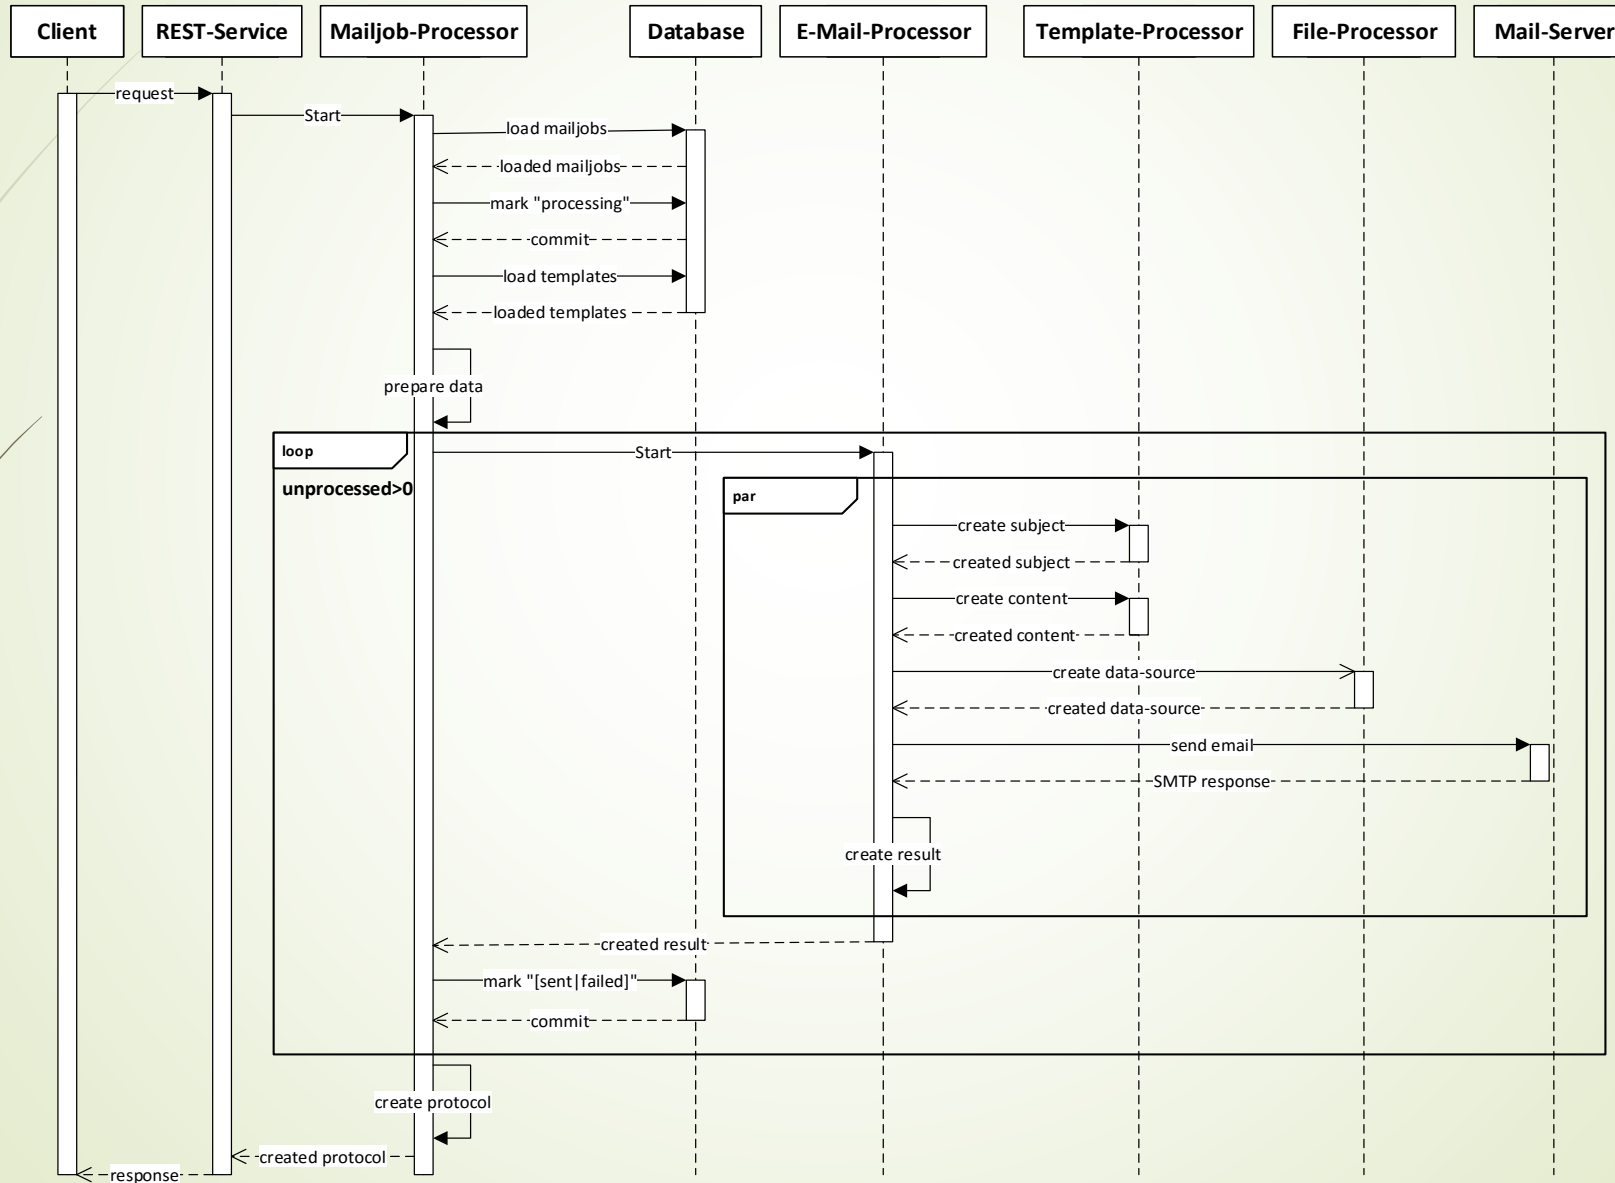 Client
REST-Service
Mailjob-Processor
Database
E-Mail-Processor
Template-Processor
File-Processor
Mail-Server
request
Start
load mailjobs
loaded mailjobs
mark "processing"
commit
load templates
loaded templates
prepare data
loop
Start
unprocessed>0
par
create subject
created subject
create content
created content
create data-source
created data-source
send email
SMTP response
create result
created result
mark "[sent|failed]"
commit
create protocol
created protocol
response